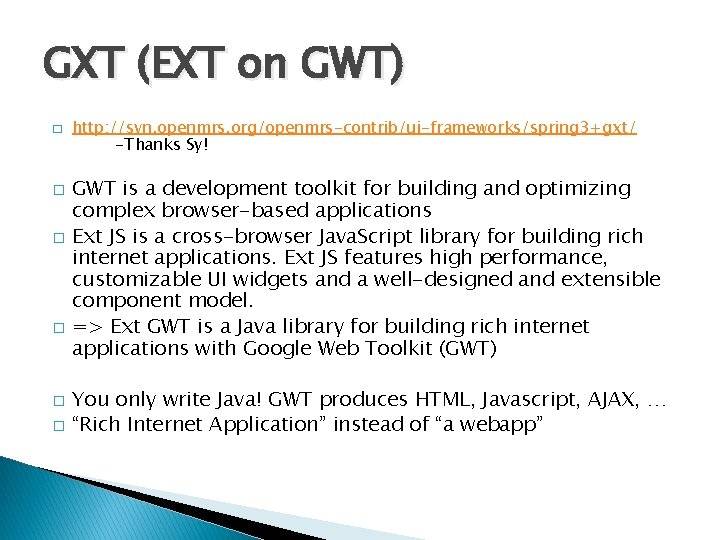 GXT (EXT on GWT)
http: //svn. openmrs. org/openmrs-contrib/ui-frameworks/spring 3+gxt/
-Thanks Sy!
GWT is a development toolkit for building and optimizing
complex browser-based applications
Ext JS is a cross-browser Java. Script library for building rich
internet applications. Ext JS features high performance,
customizable UI widgets and a well-designed and extensible
component model.
=> Ext GWT is a Java library for building rich internet
applications with Google Web Toolkit (GWT)
You only write Java! GWT produces HTML, Javascript, AJAX, …
“Rich Internet Application” instead of “a webapp”